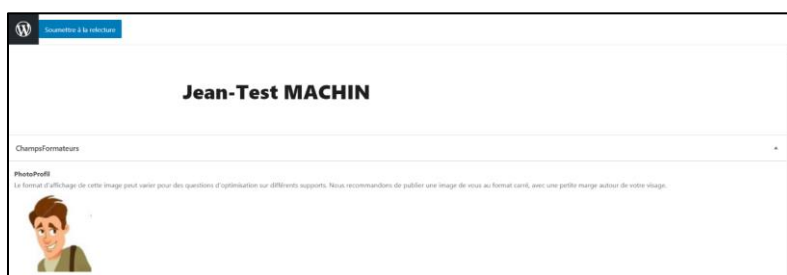 Soumettre à la relecture
Jean-Test MACHIN
ChampsFormateurs
PhotoProfil
Le format d'affichage de cette image peut varier pour des questions d'optimisation sur différents supports. Nous recommandons de publier une image de vous au format carré, avec une petite marge autour de votre visage.